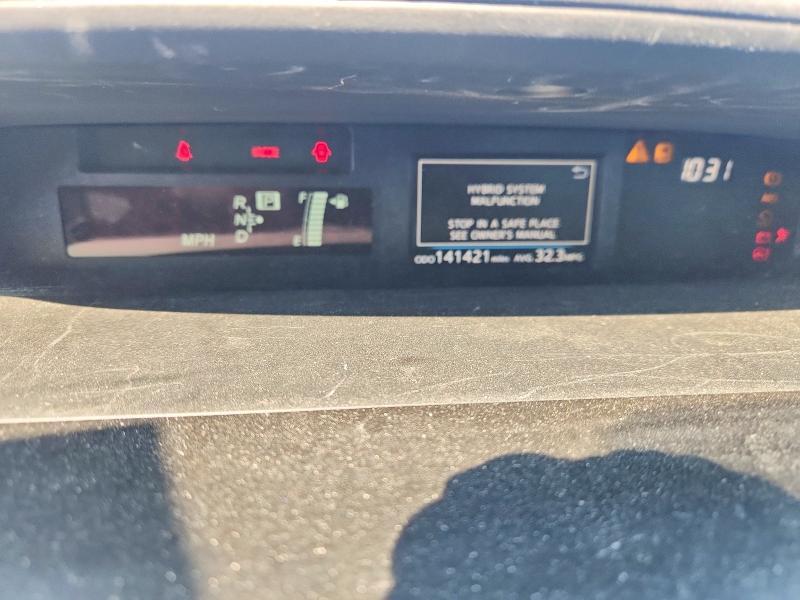 R
P
N
D
MPH
F
E
HYBRID SYSTEM
MALFUNCTION
STOP IN A SAFE PLACE
SEE OWNER'S MANUAL
ODO 141421 miles AVG. 32.3 MPG
10:31